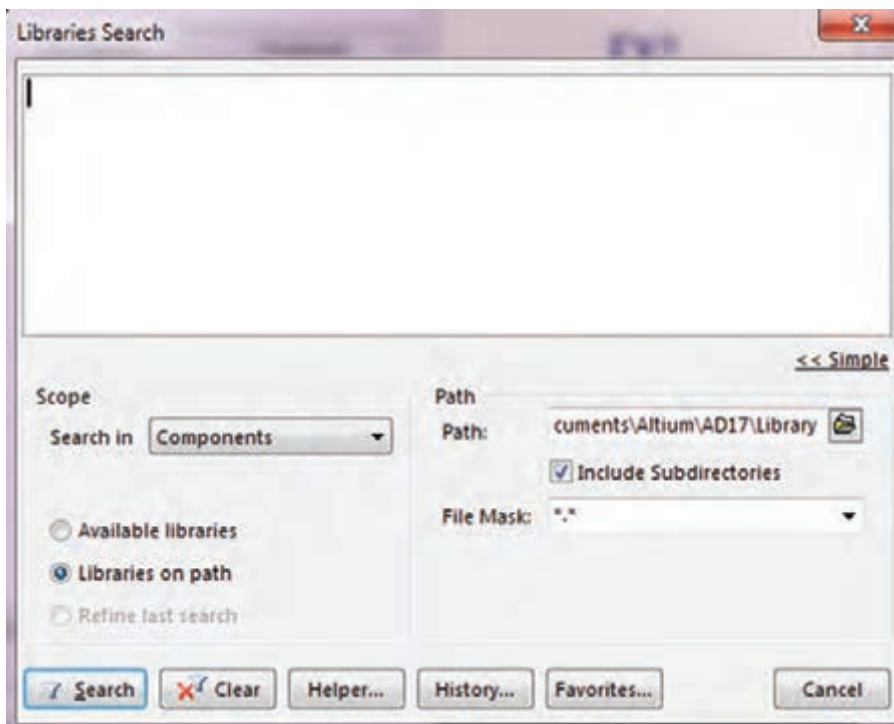 Libraries Search
<< Simple
Scope
Search in Components
Available libraries
Libraries on path
Refine last search
Path
Path: cuments\Altium\AD17\Library
Include Subdirectories
File Mask: *.*
Search Clear Helper... History... Favorites... Cancel